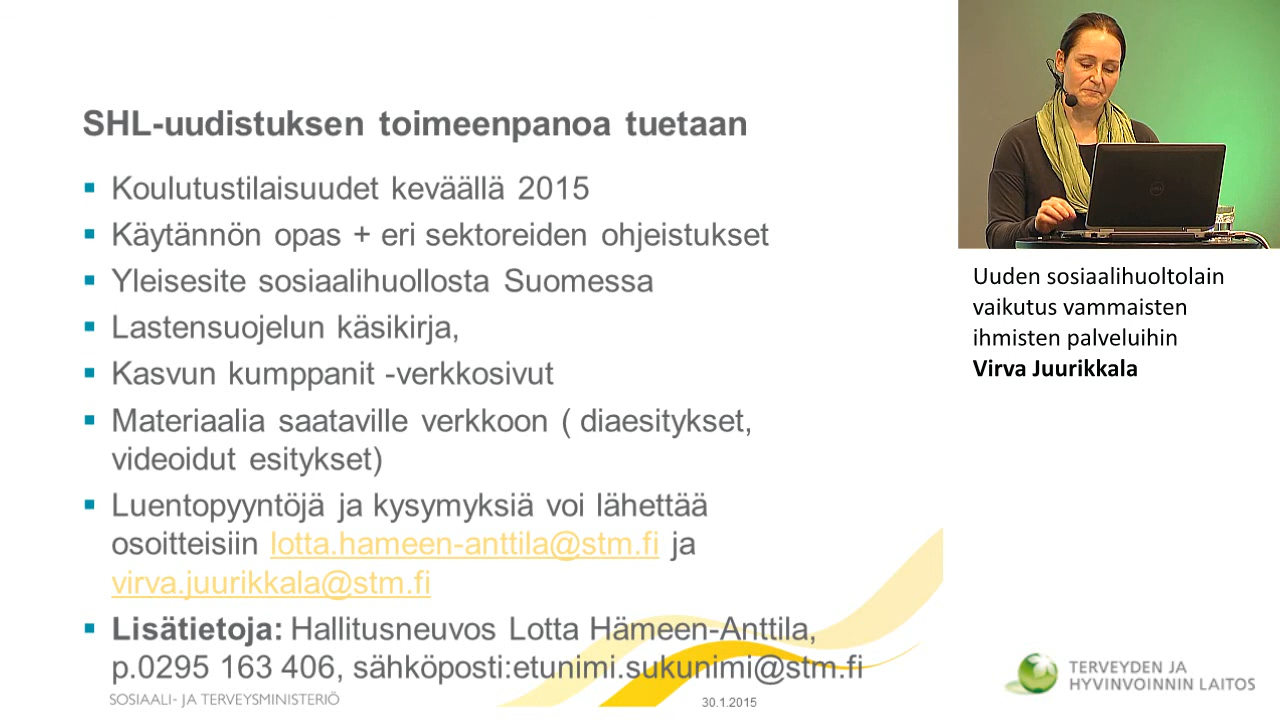 SHL-uudistuksen toimeenpanoa tuetaan
Koulutustilaisuudet keväällä 2015
Käytännön opas + eri sektoreiden ohjeistukset
Yleisesite sosiaalihuollosta Suomessa
Lastensuojelun käsikirja,
Kasvun kumppanit -verkkosivut
Materiaalia saataville verkkoon ( diaesitykset,
videoidut esitykset)
Luentopyyntöjä ja kysymyksiä voi lähettää
osoitteisiin lotta.hameen-anttila@stm.fi ja
virva.juurikkala@stm.fi
Lisätietoja: Hallitusneuvos Lotta Hämeen-Anttila,
p.0295 163 406, sähköposti:etunimi.sukunimi@stm.fi
SOSIAALI- JA TERVEYSMINISTERIÖ
30.1.2015
Uuden sosiaalihuoltolain
vaikutus vammaisten
ihmisten palveluihin
Virva Juurikkala
TERVEYDEN JA
HYVINVOINNIN LAITOS